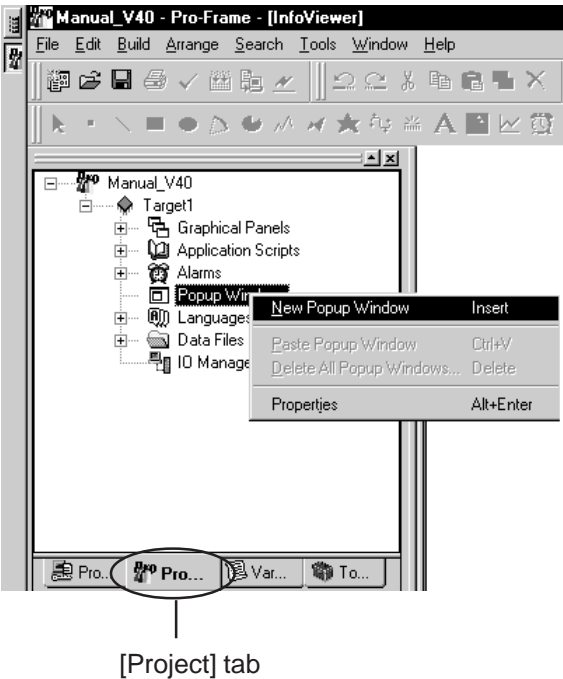 Manual_V40 - Pro-Frame - [InfoViewer]
File Edit Build Arrange Search Tools Window Help
Manual_V40
Target1
Graphical Panels
Application Scripts
Alarms
Popup
New Popup Window Insert
Languages
Paste Popup Window Ctrl+V
Data Files
Delete All Popup Windows... Delete
IO Manage
Properties Alt+Enter
Pro... Pro... Var... To...
[Project] tab